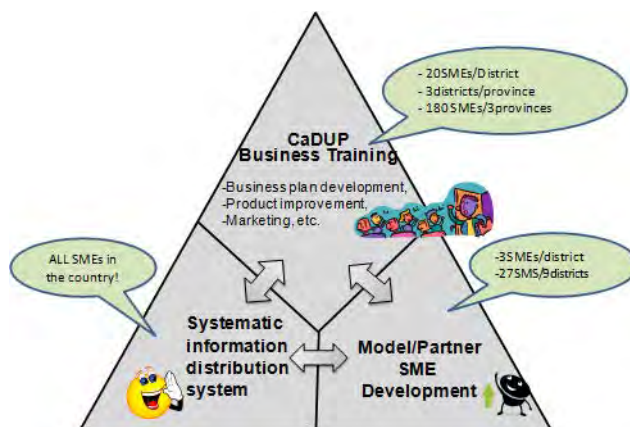 - 20SMEs/District
- 3districts/province
- 180SMEs/3provinces
CaDUP
Business Training
-Business plan development,
-Product improvement,
-Marketing, etc.
ALL SMEs in
the country!
-3SMEs/district
-27SMS/9districts
Systematic
information
distribution
system
Model/Partner
SME
Development